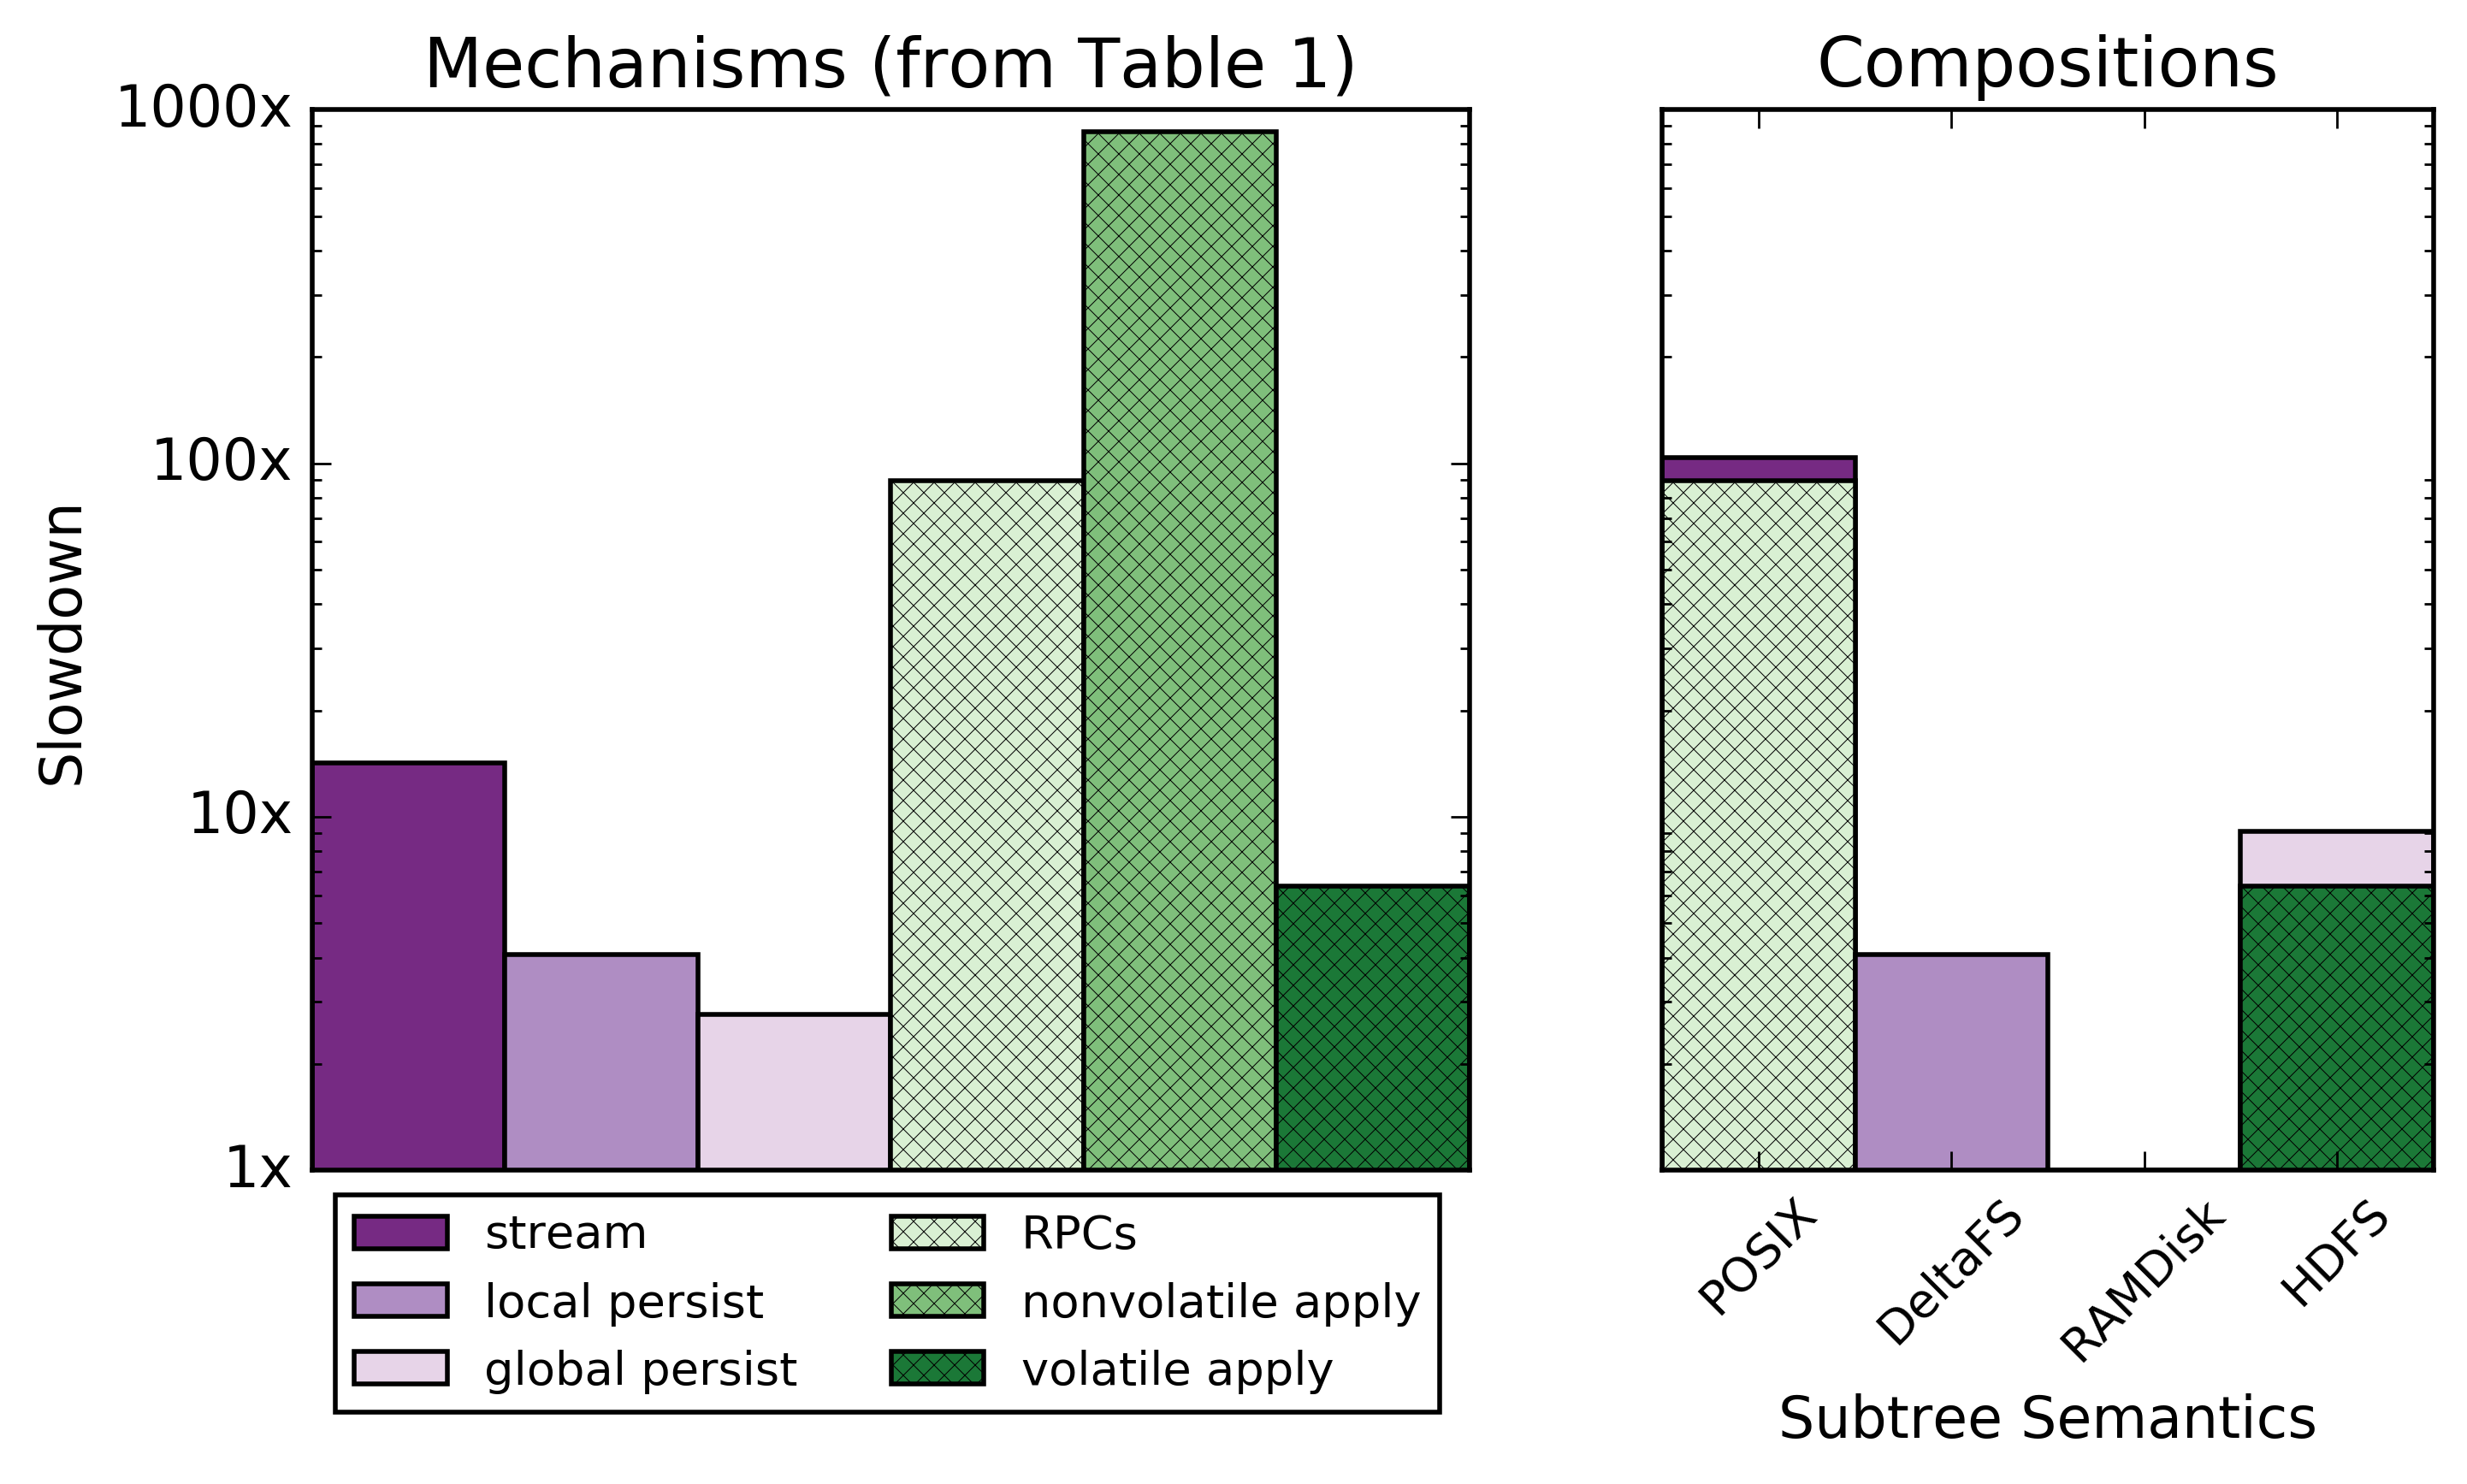 Mechanisms (from Table 1)
Compositions
1000x
100x
10x
1x
Slowdown
stream
local persist
global persist
RPCs
nonvolatile apply
volatile apply
POSIX
DeltaFS
RAMDisk
HDFS
Subtree Semantics